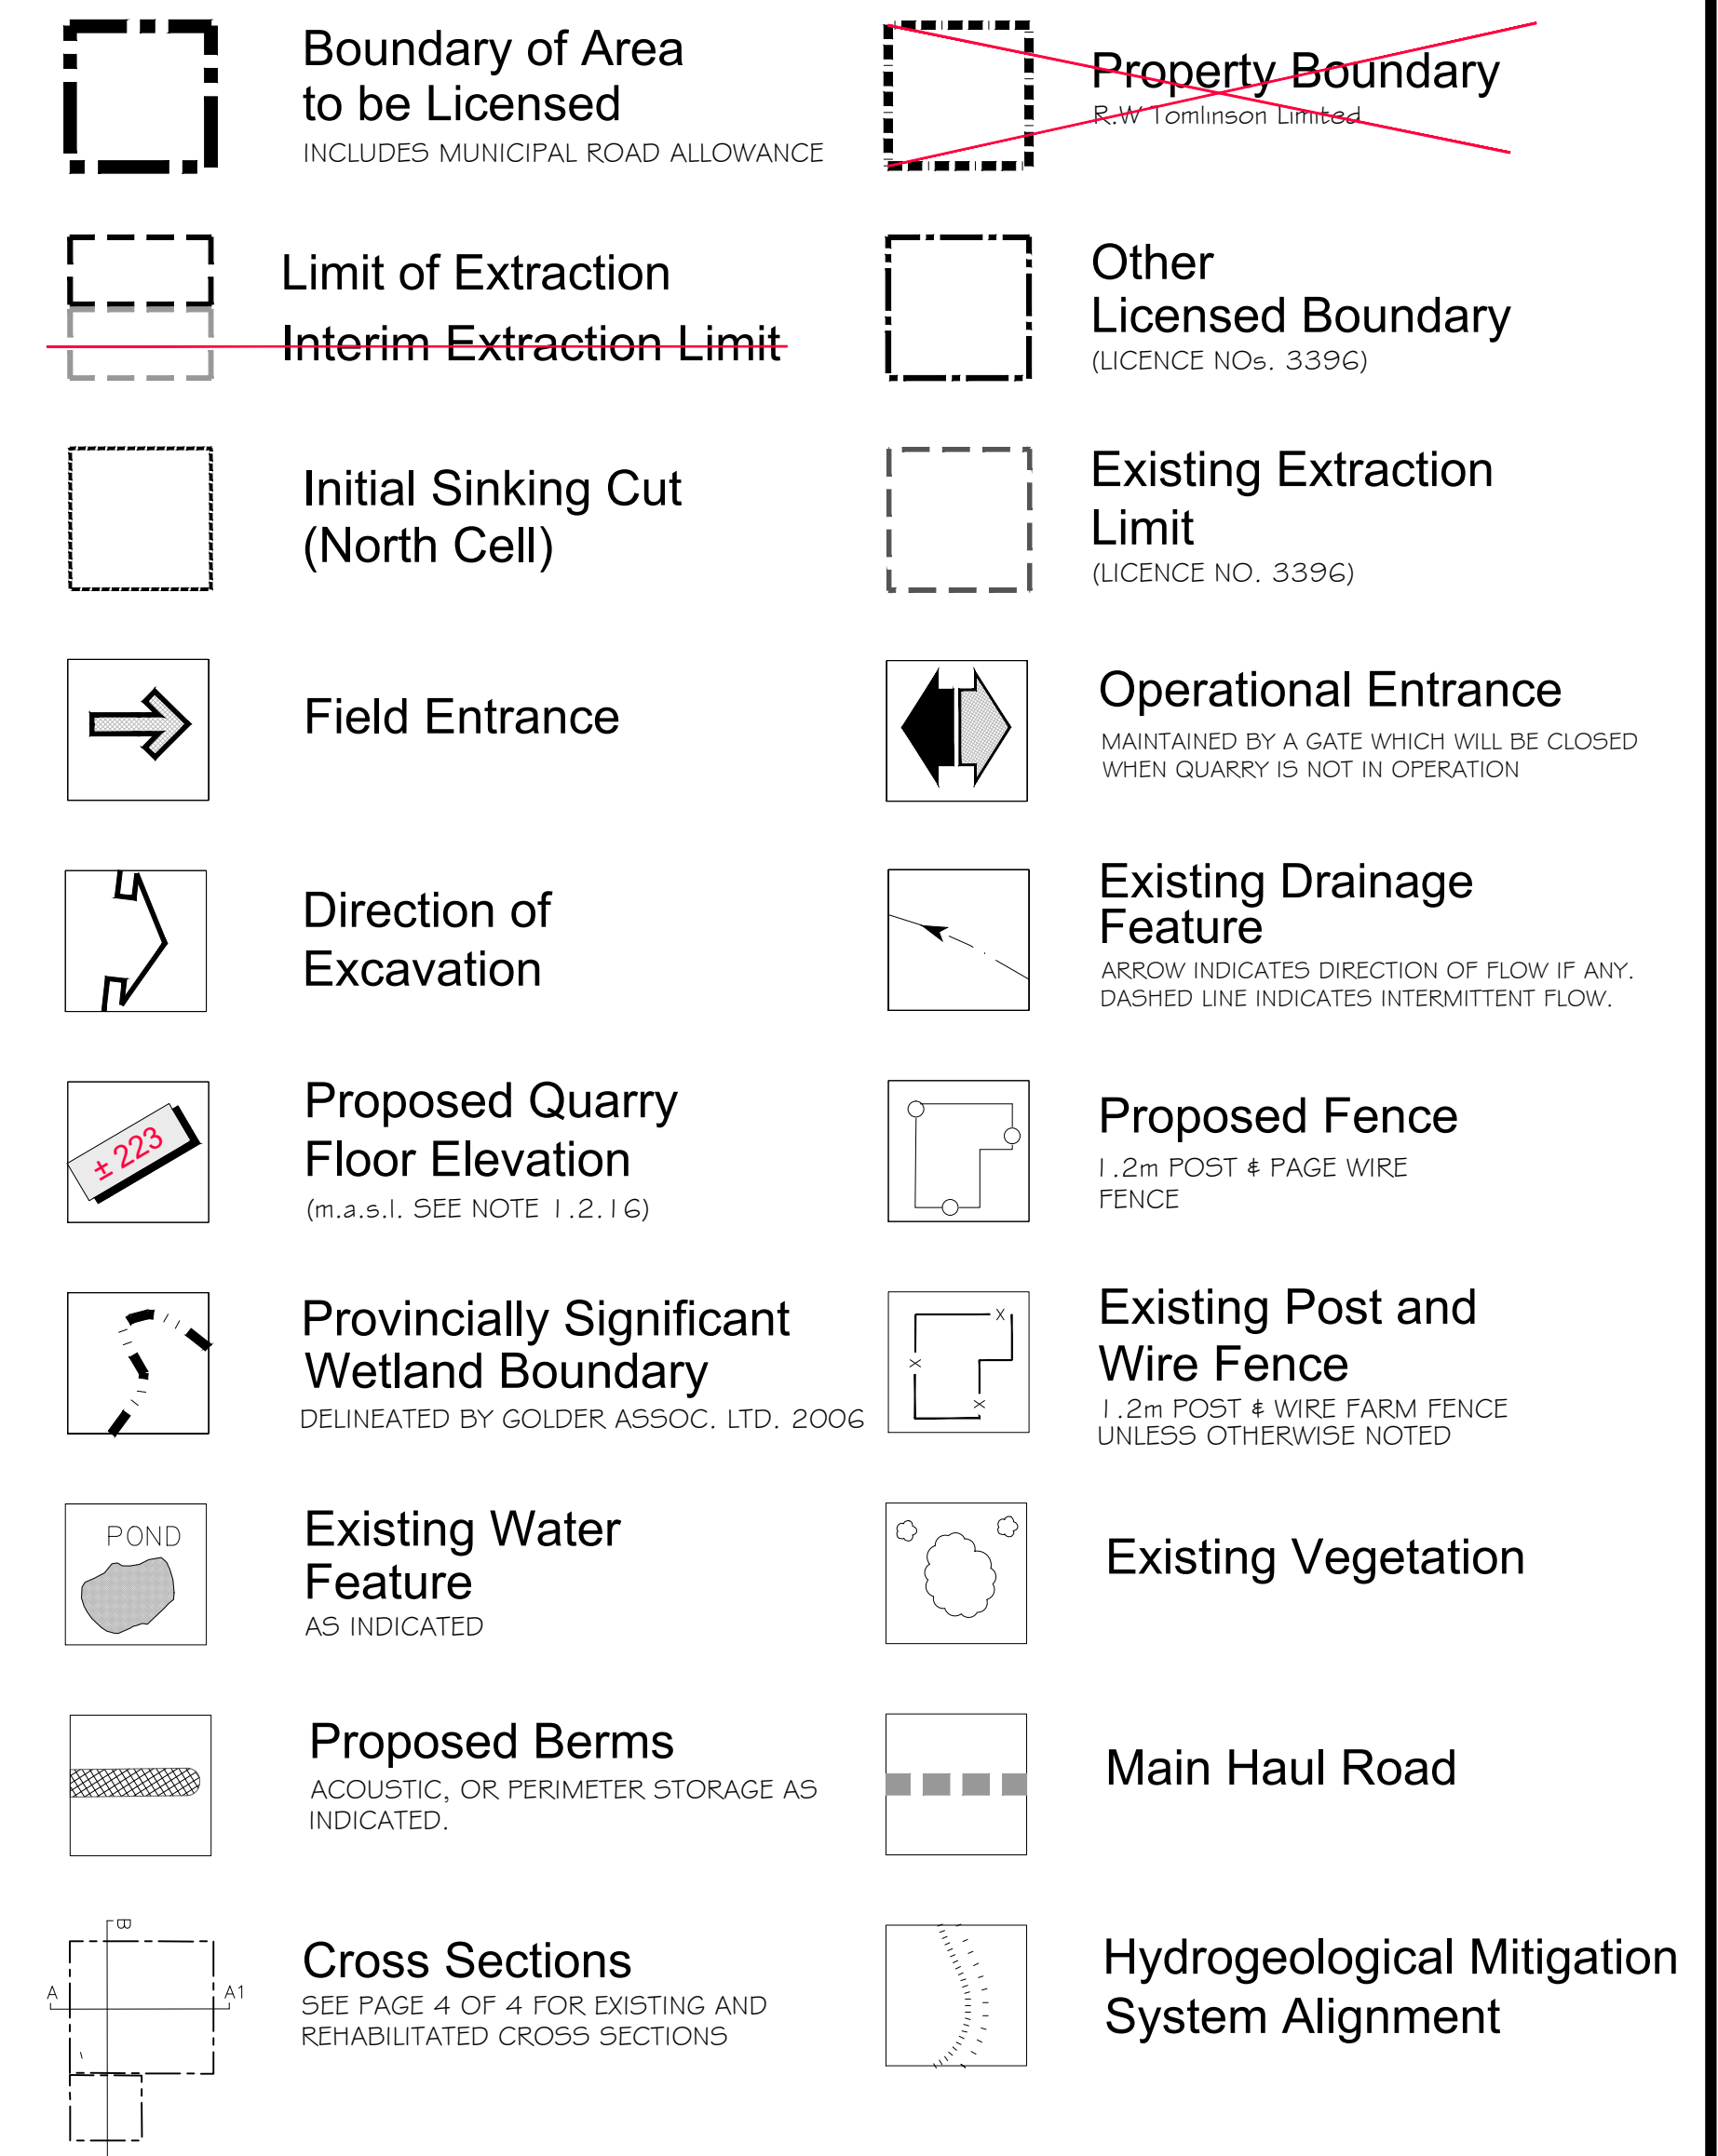 Boundary of Area
to be Licensed
INCLUDES MUNICIPAL ROAD ALLOWANCE
Property Boundary
R.W Tomlinson Limited
Limit of Extraction
Interim Extraction Limit
Other
Licensed Boundary
(LICENCE NOs. 3396)
Initial Sinking Cut
(North Cell)
Existing Extraction
Limit
(LICENCE NO. 3396)
Field Entrance
Operational Entrance
MAINTAINED BY A GATE WHICH WILL BE CLOSED
WHEN QUARRY IS NOT IN OPERATION
Direction of
Excavation
Existing Drainage
Feature
ARROW INDICATES DIRECTION OF FLOW IF ANY.
DASHED LINE INDICATES INTERMITTENT FLOW.
± 223
Proposed Quarry
Floor Elevation
(m.a.s.l. SEE NOTE 1.2.16)
Proposed Fence
1.2m POST & PAGE WIRE
FENCE
Provincially Significant
Wetland Boundary
DELINEATED BY GOLDER ASSOC. LTD. 2006
X
X
X
Existing Post and
Wire Fence
1.2m POST & WIRE FARM FENCE
UNLESS OTHERWISE NOTED
POND
Existing Water
Feature
AS INDICATED
Existing Vegetation
Proposed Berms
ACOUSTIC, OR PERIMETER STORAGE AS
INDICATED.
Main Haul Road
B
A
A1
Cross Sections
SEE PAGE 4 OF 4 FOR EXISTING AND
REHABILITATED CROSS SECTIONS
Hydrogeological Mitigation
System Alignment